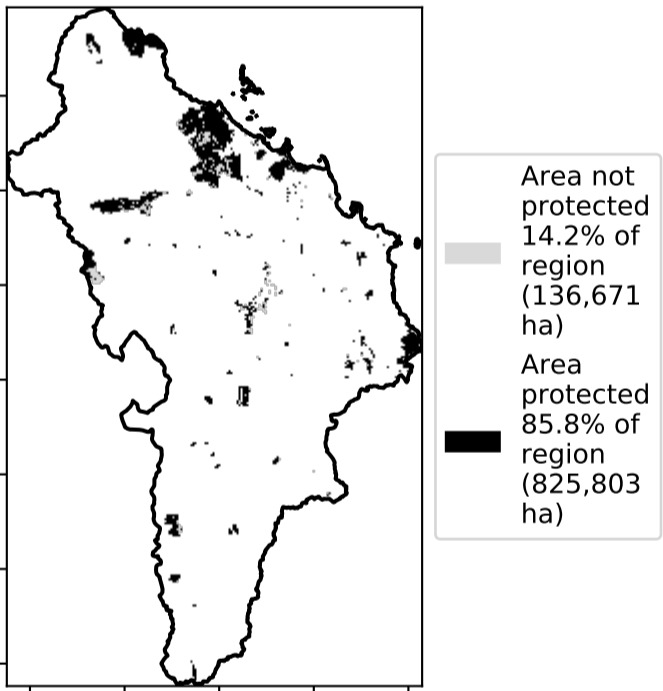 Area not
protected
14.2% of
region
(136,671
ha)
Area
protected
85.8% of
region
(825,803
ha)